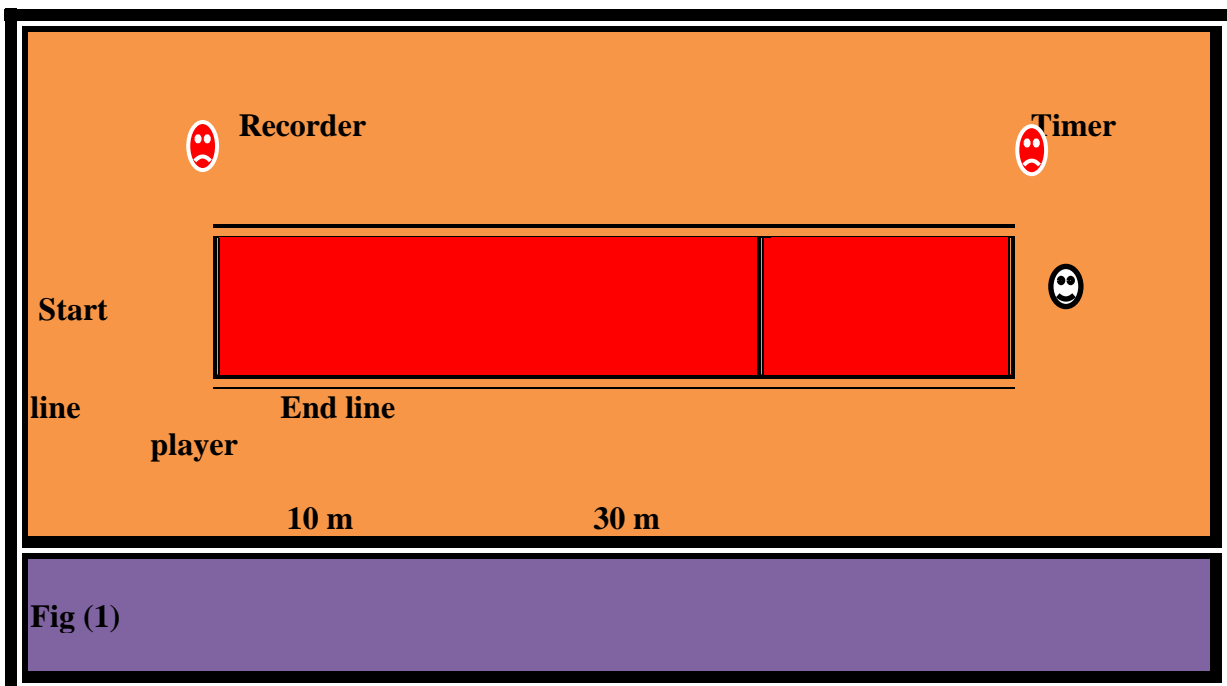 Recorder Timer
Start
line End line
player
10 m 30 m
Fig (1)